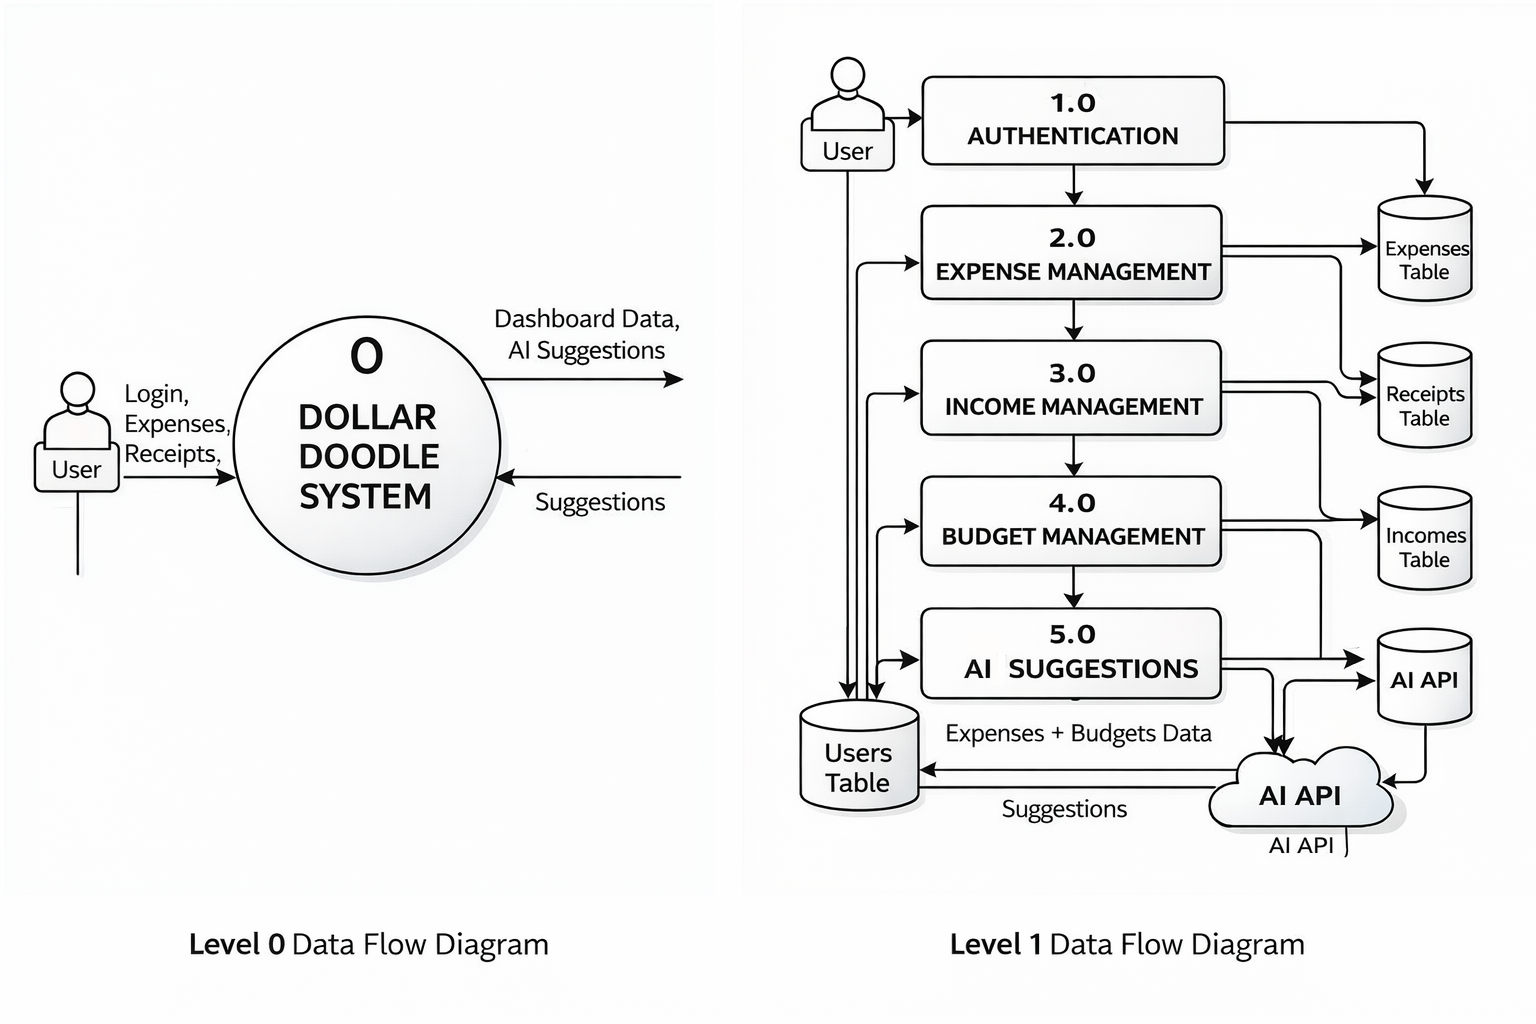 Dashboard Data,
AI Suggestions
Login,
Expenses,
Receipts,
User
0
DOLLAR
DOODLE
SYSTEM
Suggestions
Level 0 Data Flow Diagram
User
1.0
AUTHENTICATION
2.0
EXPENSE MANAGEMENT
3.0
INCOME MANAGEMENT
4.0
BUDGET MANAGEMENT
5.0
AI SUGGESTIONS
Expenses
Table
Receipts
Table
Incomes
Table
AI API
Users
Table
Expenses + Budgets Data
Suggestions
AI API
AI API
Level 1 Data Flow Diagram